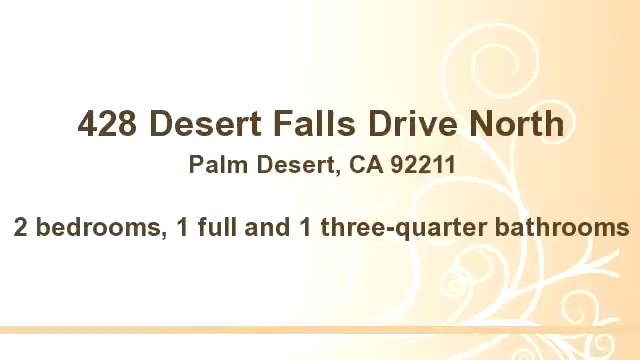 428 Desert Falls Drive North
Palm Desert, CA 92211
2 bedrooms, 1 full and 1 three-quarter bathrooms